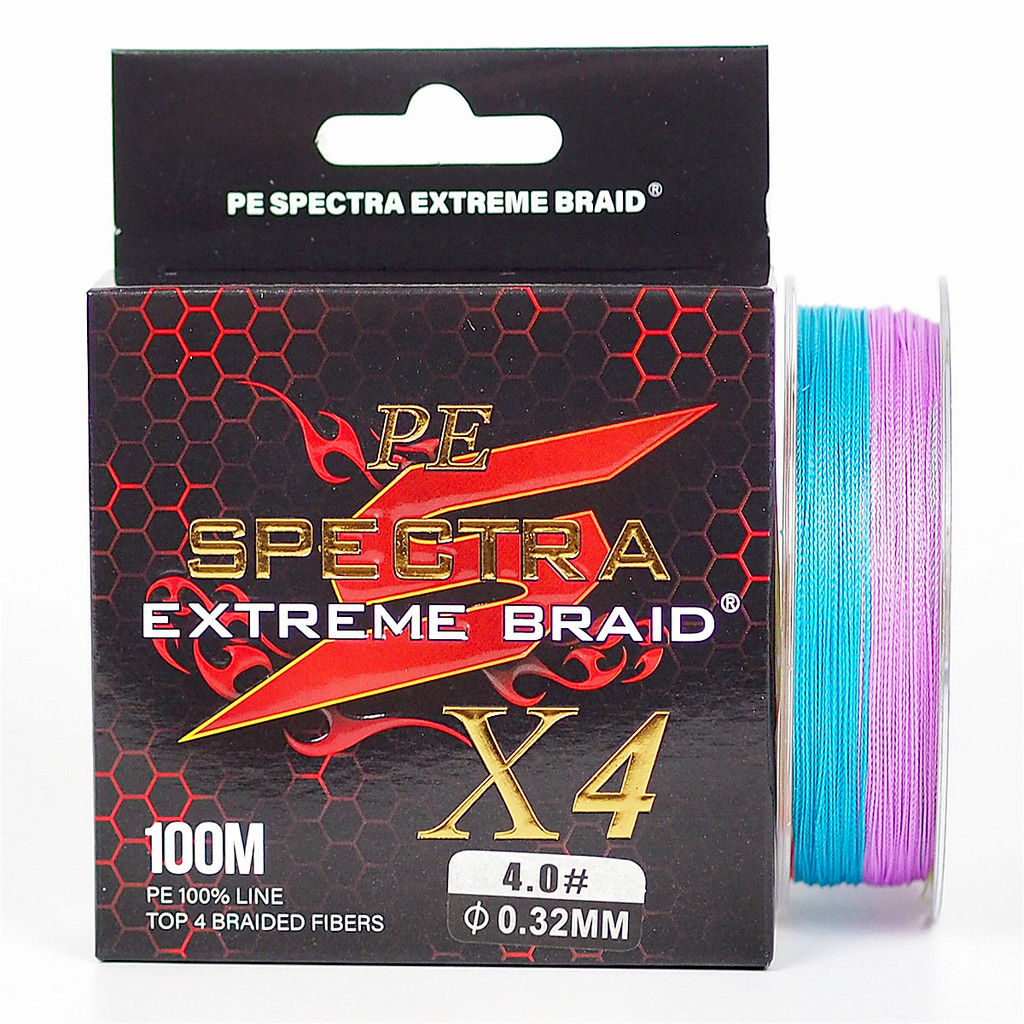 PE SPECTRA EXTREME BRAID®
PE
SPECTRA
EXTREME BRAID®
X4
100M
PE 100% LINE
TOP 4 BRAIDED FIBERS
4.0#
ϕ 0.32MM